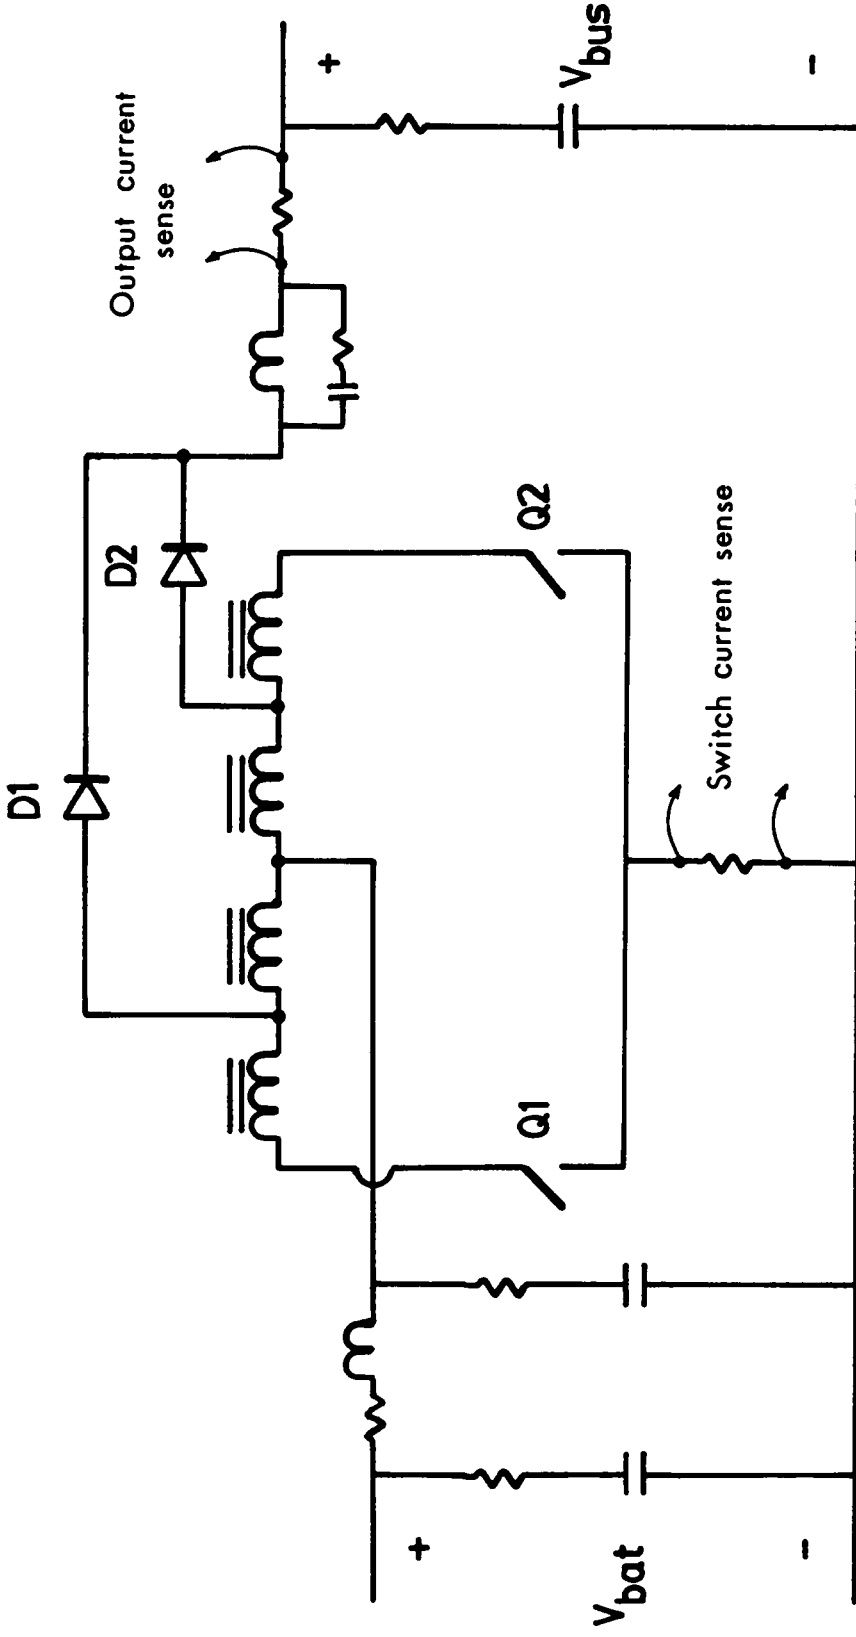 D1
D2
Output current
sense
Q1
Q2
Switch current sense
+
Vbat
-
+
Vbus
-